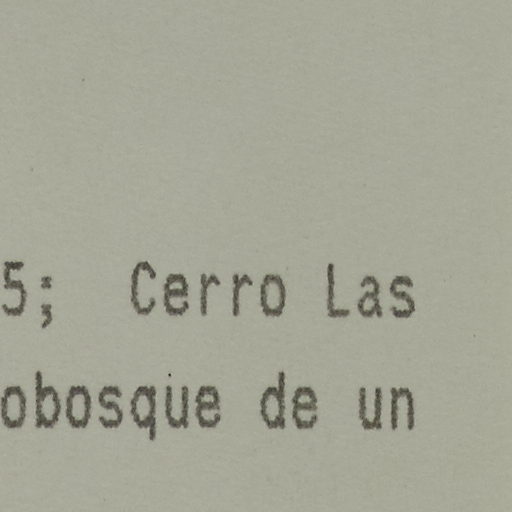 5; Cerro Las
obosque de un